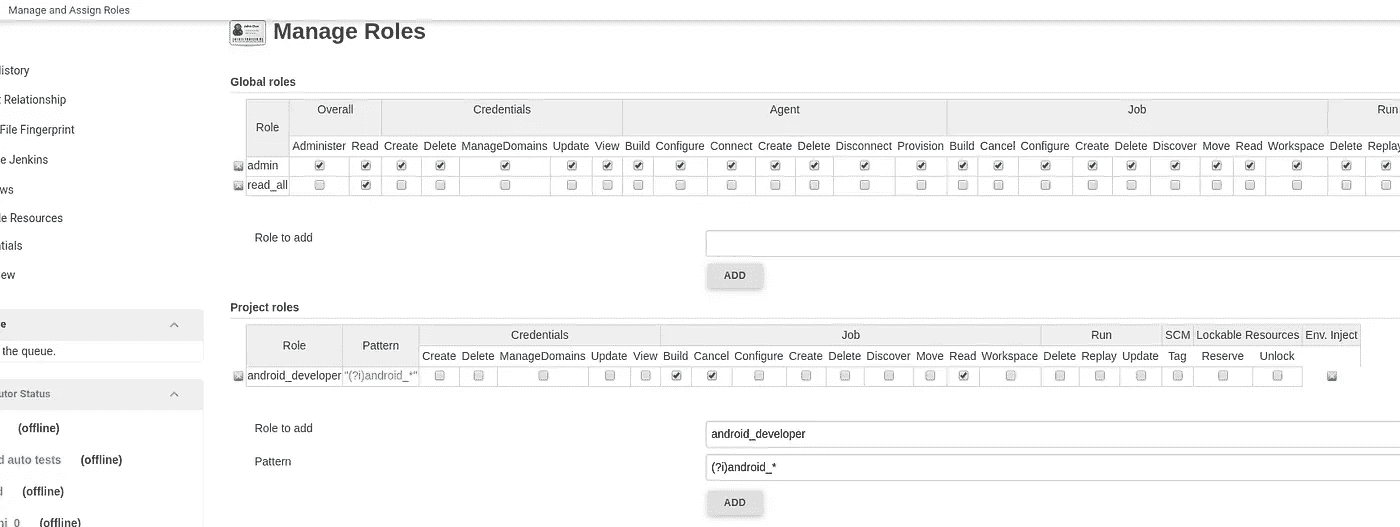 Manage and Assign Roles
Manage Roles
listory
t Relationship
File Fingerprint
e Jenkins
ws
le Resources
tials
ew
e
the queue.
utor Status
(offline)
d auto tests (offline)
d (offline)
ni_0 (offline)
Global roles
Role Overall Credentials Agent Job Run
Administer Read Create Delete ManageDomains Update View Build Configure Connect Create Delete Disconnect Provision Build Cancel Configure Create Delete Discover Move Read Workspace Delete Replay
admin
read_all
Role to add
ADD
Project roles
Role Pattern Credentials Job Run SCM Lockable Resources Env. Inject
Create Delete ManageDomains Update View Build Cancel Configure Create Delete Discover Move Read Workspace Delete Replay Update Tag Reserve Unlock
android_developer "(?i)android_*"
Role to add android_developer
Pattern (?i)android_*
ADD